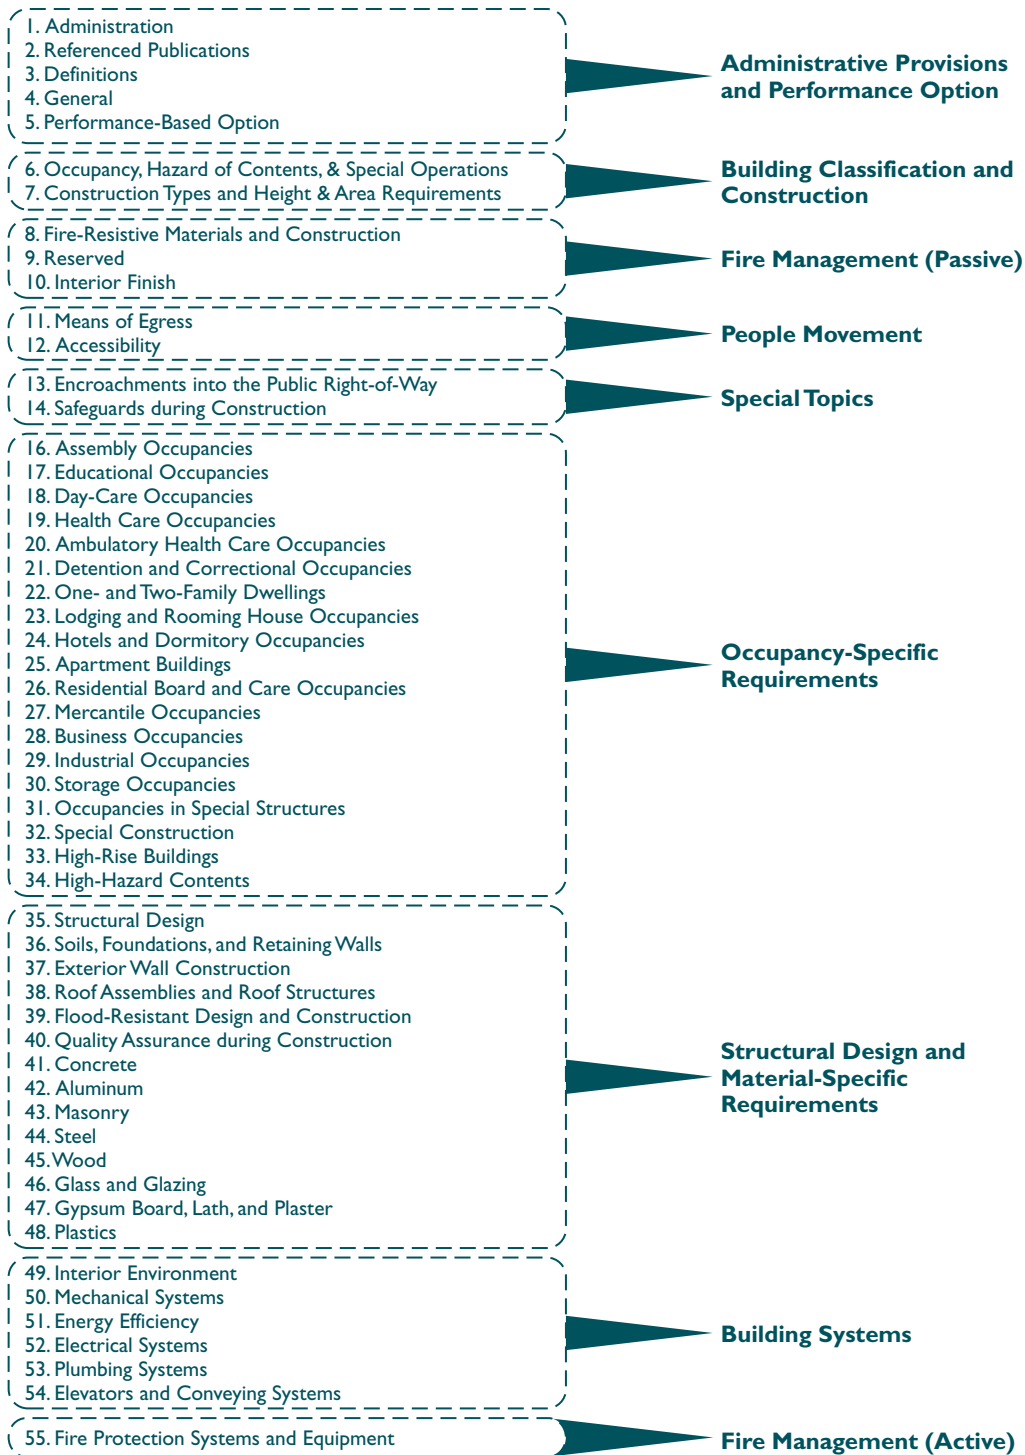 1. Administration
2. Referenced Publications
3. Definitions
4. General
5. Performance-Based Option
Administrative Provisions
and Performance Option
6. Occupancy, Hazard of Contents, & Special Operations
7. Construction Types and Height & Area Requirements
Building Classification and
Construction
8. Fire-Resistive Materials and Construction
9. Reserved
10. Interior Finish
Fire Management (Passive)
11. Means of Egress
12. Accessibility
People Movement
13. Encroachments into the Public Right-of-Way
14. Safeguards during Construction
Special Topics
16. Assembly Occupancies
17. Educational Occupancies
18. Day-Care Occupancies
19. Health Care Occupancies
20. Ambulatory Health Care Occupancies
21. Detention and Correctional Occupancies
22. One- and Two-Family Dwellings
23. Lodging and Rooming House Occupancies
24. Hotels and Dormitory Occupancies
25. Apartment Buildings
26. Residential Board and Care Occupancies
27. Mercantile Occupancies
28. Business Occupancies
29. Industrial Occupancies
30. Storage Occupancies
31. Occupancies in Special Structures
32. Special Construction
33. High-Rise Buildings
34. High-Hazard Contents
Occupancy-Specific
Requirements
35. Structural Design
36. Soils, Foundations, and Retaining Walls
37. Exterior Wall Construction
38. Roof Assemblies and Roof Structures
39. Flood-Resistant Design and Construction
40. Quality Assurance during Construction
41. Concrete
42. Aluminum
43. Masonry
44. Steel
45. Wood
46. Glass and Glazing
47. Gypsum Board, Lath, and Plaster
48. Plastics
Structural Design and
Material-Specific
Requirements
49. Interior Environment
50. Mechanical Systems
51. Energy Efficiency
52. Electrical Systems
53. Plumbing Systems
54. Elevators and Conveying Systems
Building Systems
55. Fire Protection Systems and Equipment
Fire Management (Active)